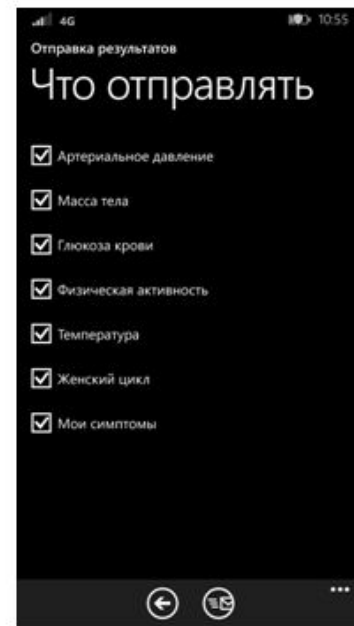 4G 10:55
Отправка результатов
Что отправлять
Артериальное давление
Масса тела
Глюкоза крови
Физическая активность
Температура
Женский цикл
Мои симптомы